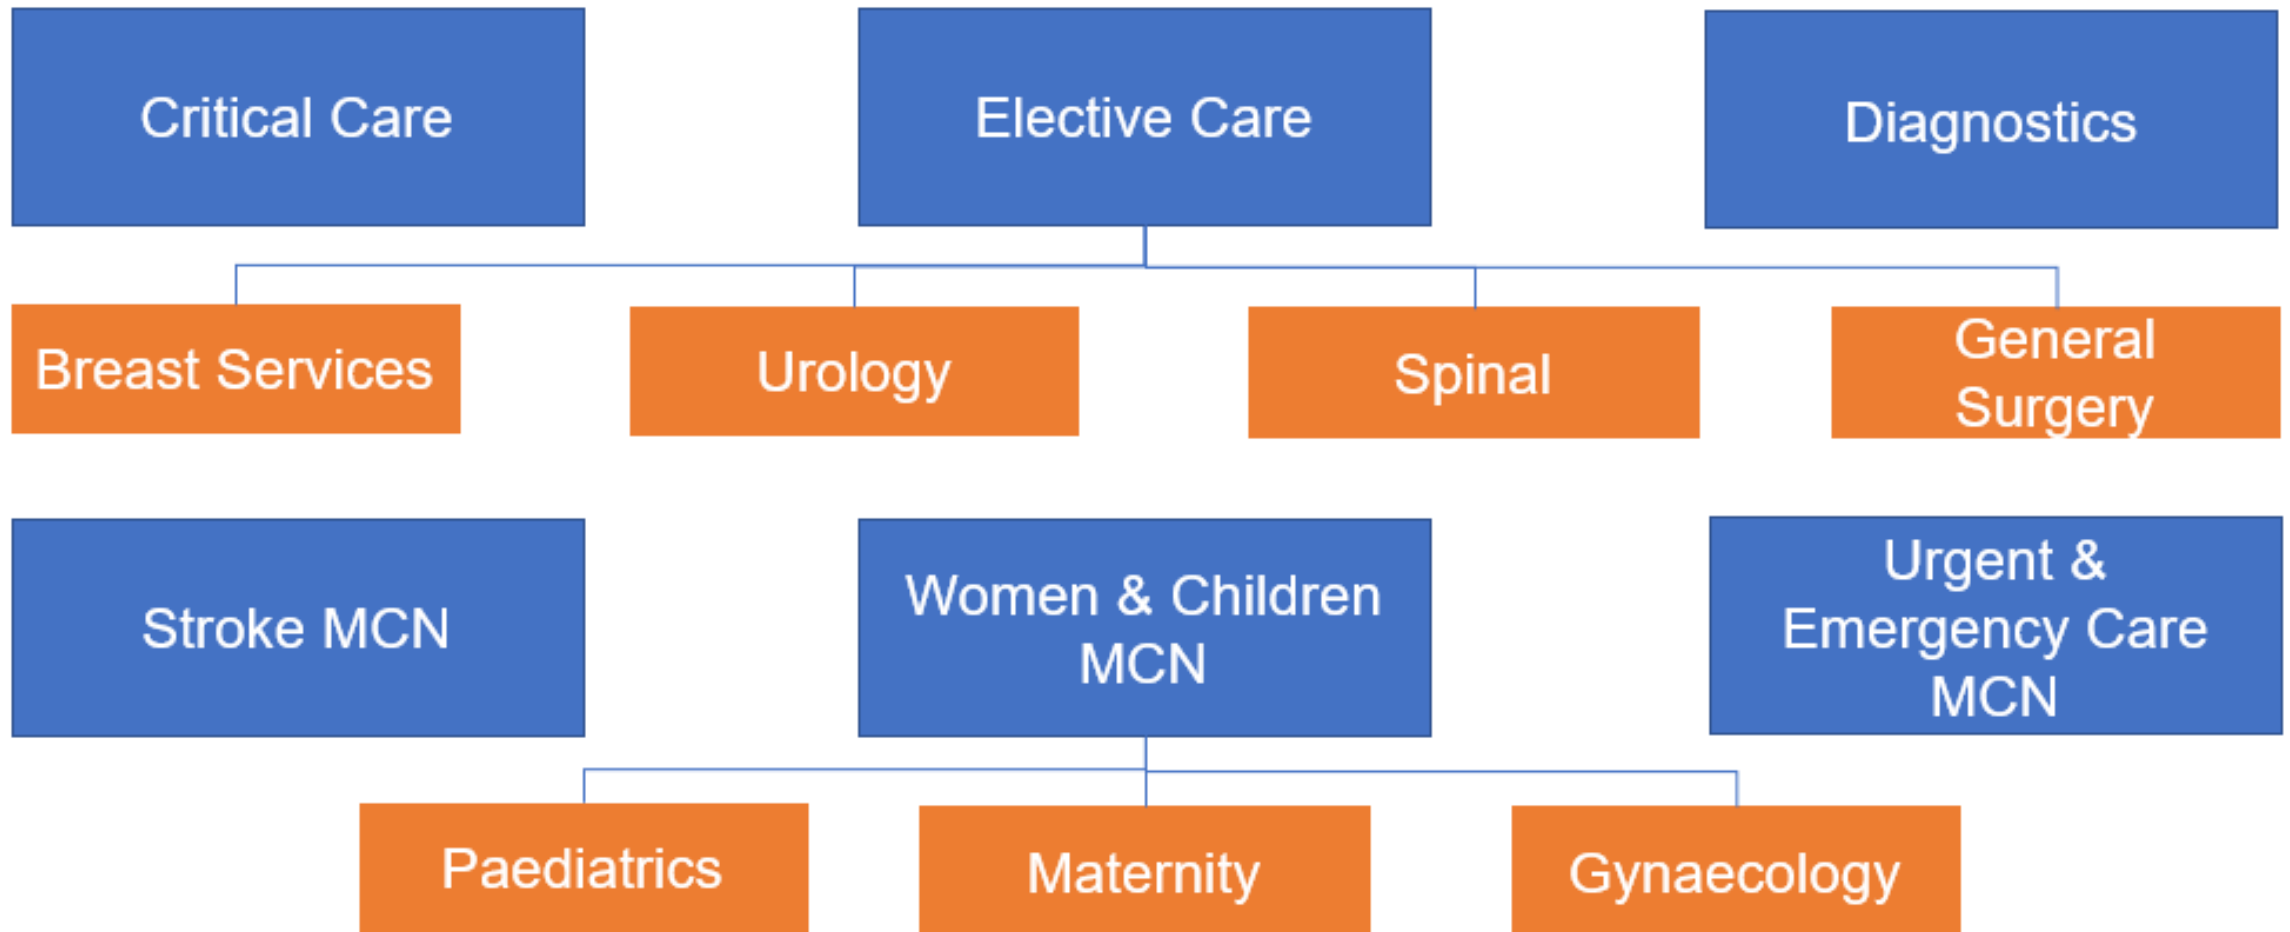 Critical Care
Elective Care
Diagnostics
Breast Services
Urology
Spinal
General
Surgery
Stroke MCN
Women & Children
MCN
Urgent &
Emergency Care
MCN
Paediatrics
Maternity
Gynaecology